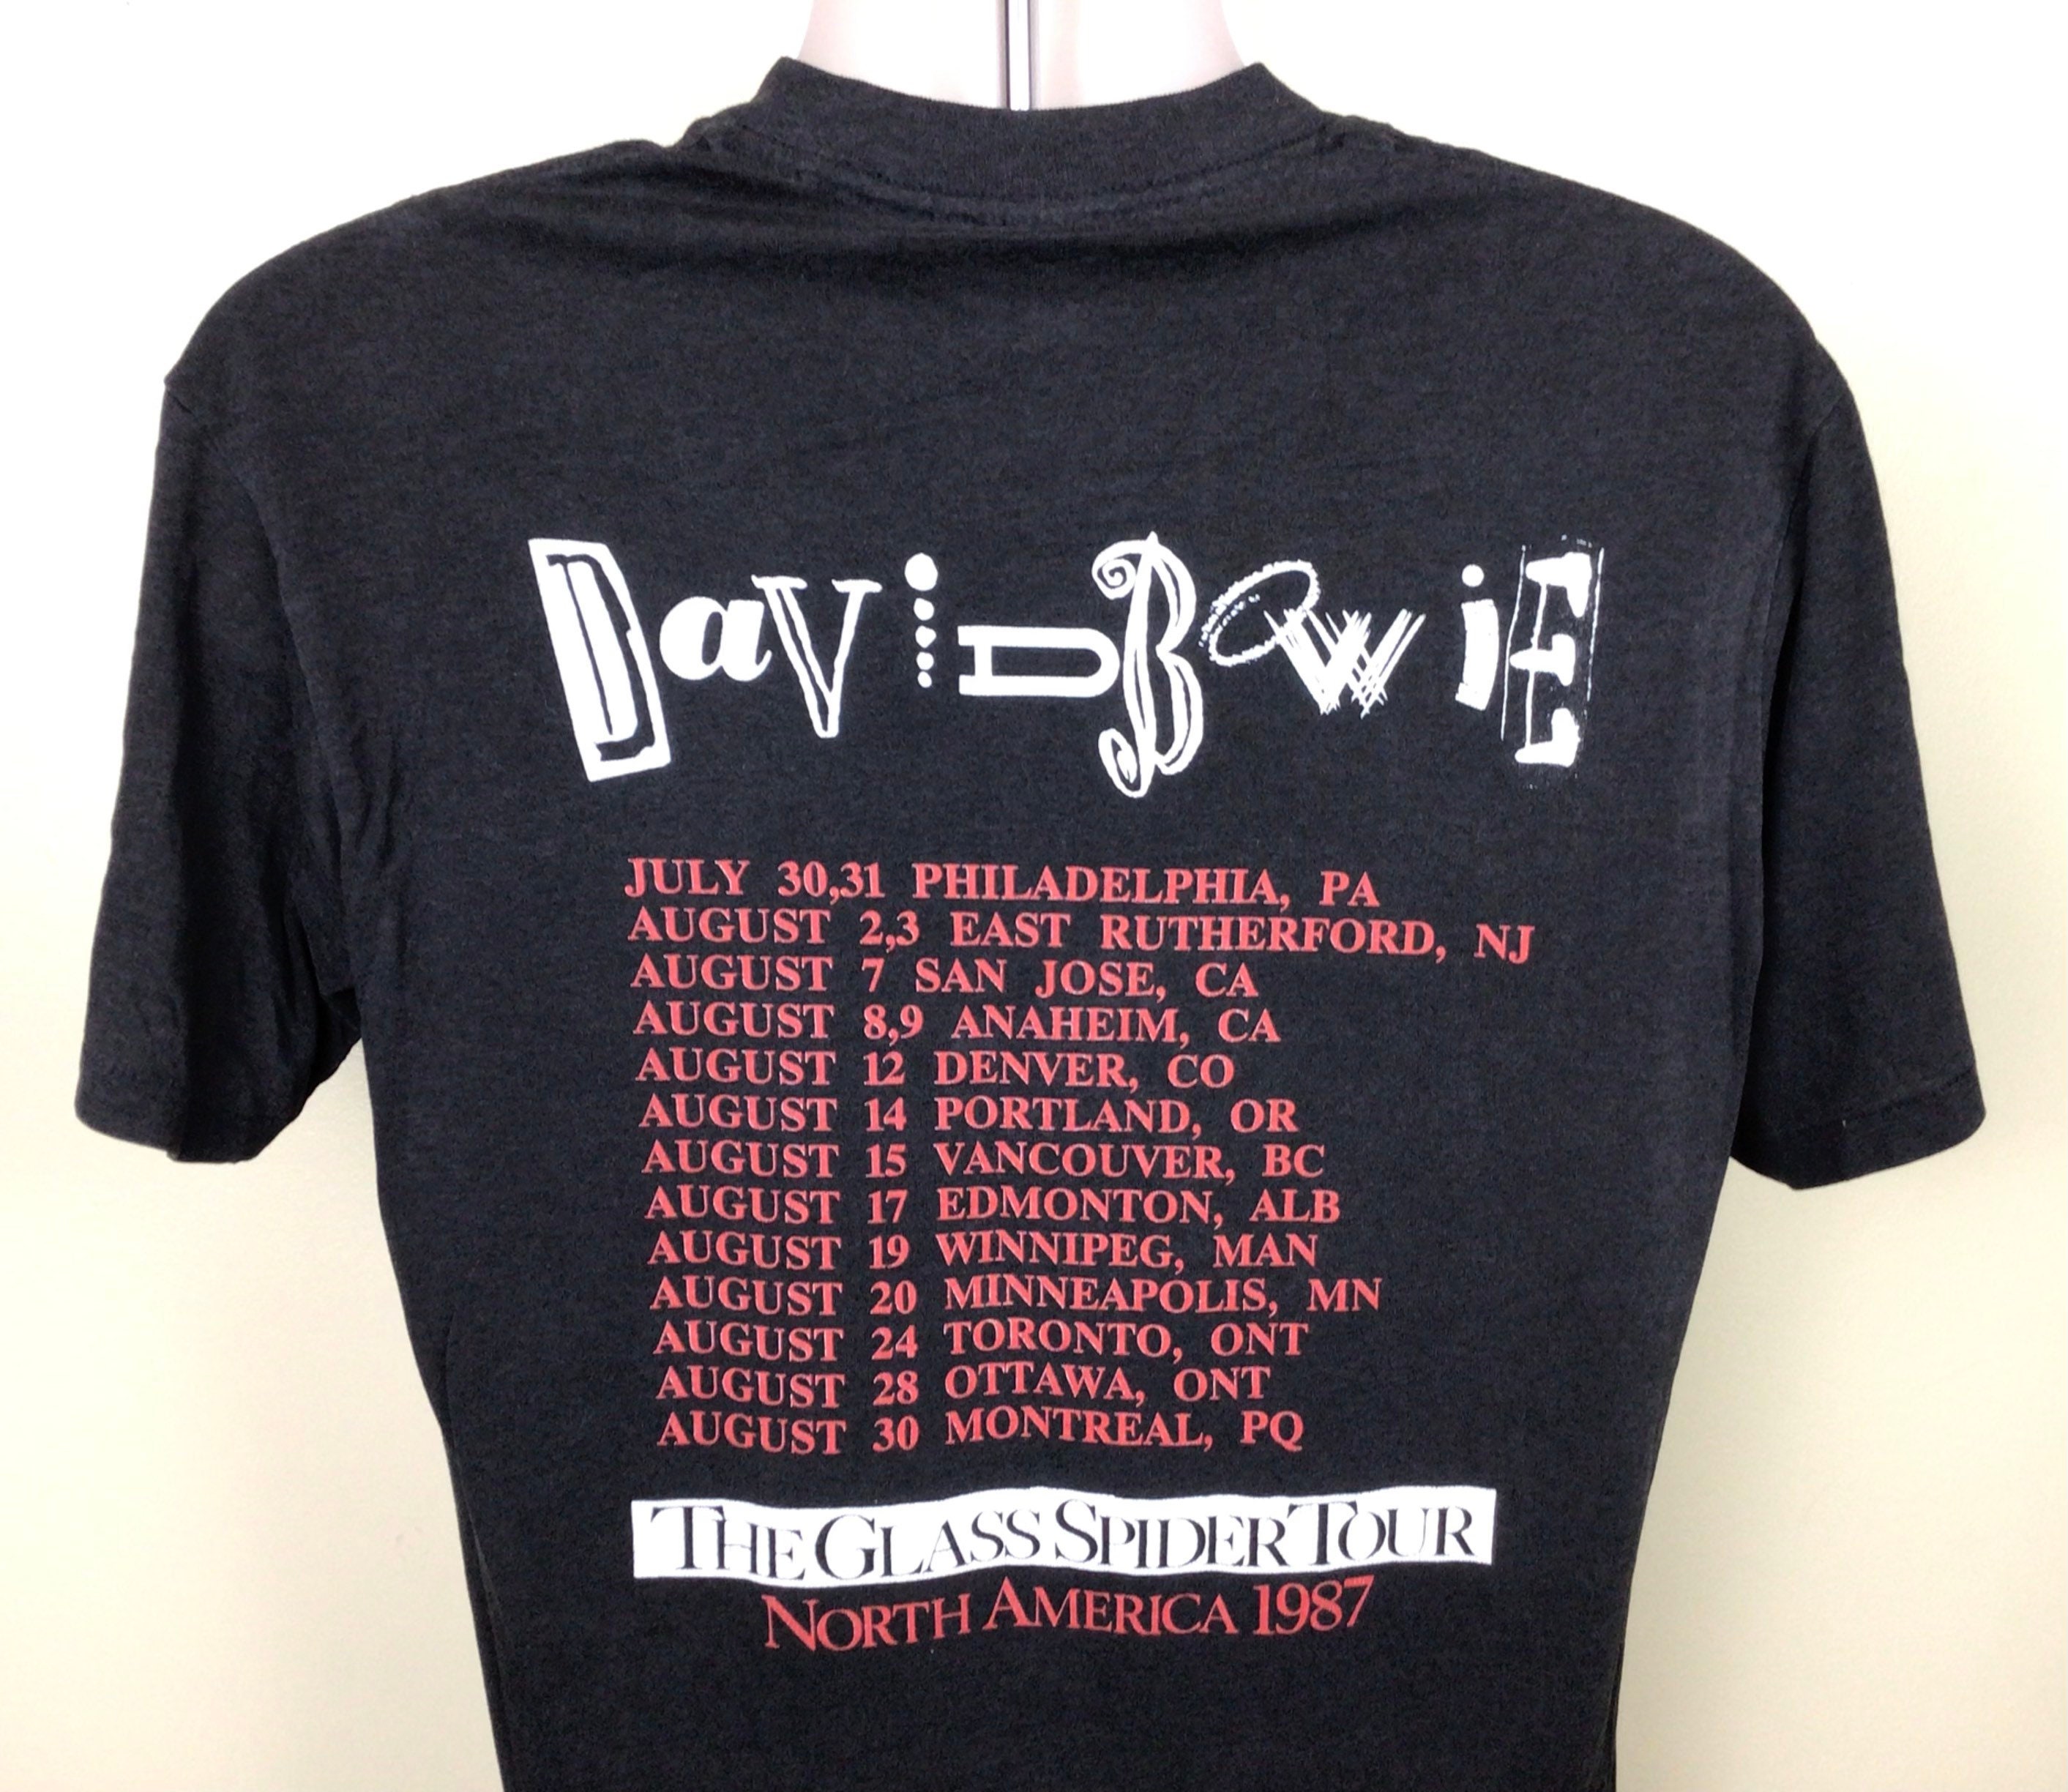 DaViD BowiE
JULY 30,31 PHILADELPHIA, PA
AUGUST 2,3 EAST RUTHERFORD, NJ
AUGUST 7 SAN JOSE, CA
AUGUST 8,9 ANAHEIM, CA
AUGUST 12 DENVER, CO
AUGUST 14 PORTLAND, OR
AUGUST 15 VANCOUVER, BC
AUGUST 17 EDMONTON, ALB
AUGUST 19 WINNIPEG, MAN
AUGUST 20 MINNEAPOLIS, MN
AUGUST 24 TORONTO, ONT
AUGUST 28 OTTAWA, ONT
AUGUST 30 MONTREAL, PQ
THE GLASS SPIDER TOUR
NORTH AMERICA 1987